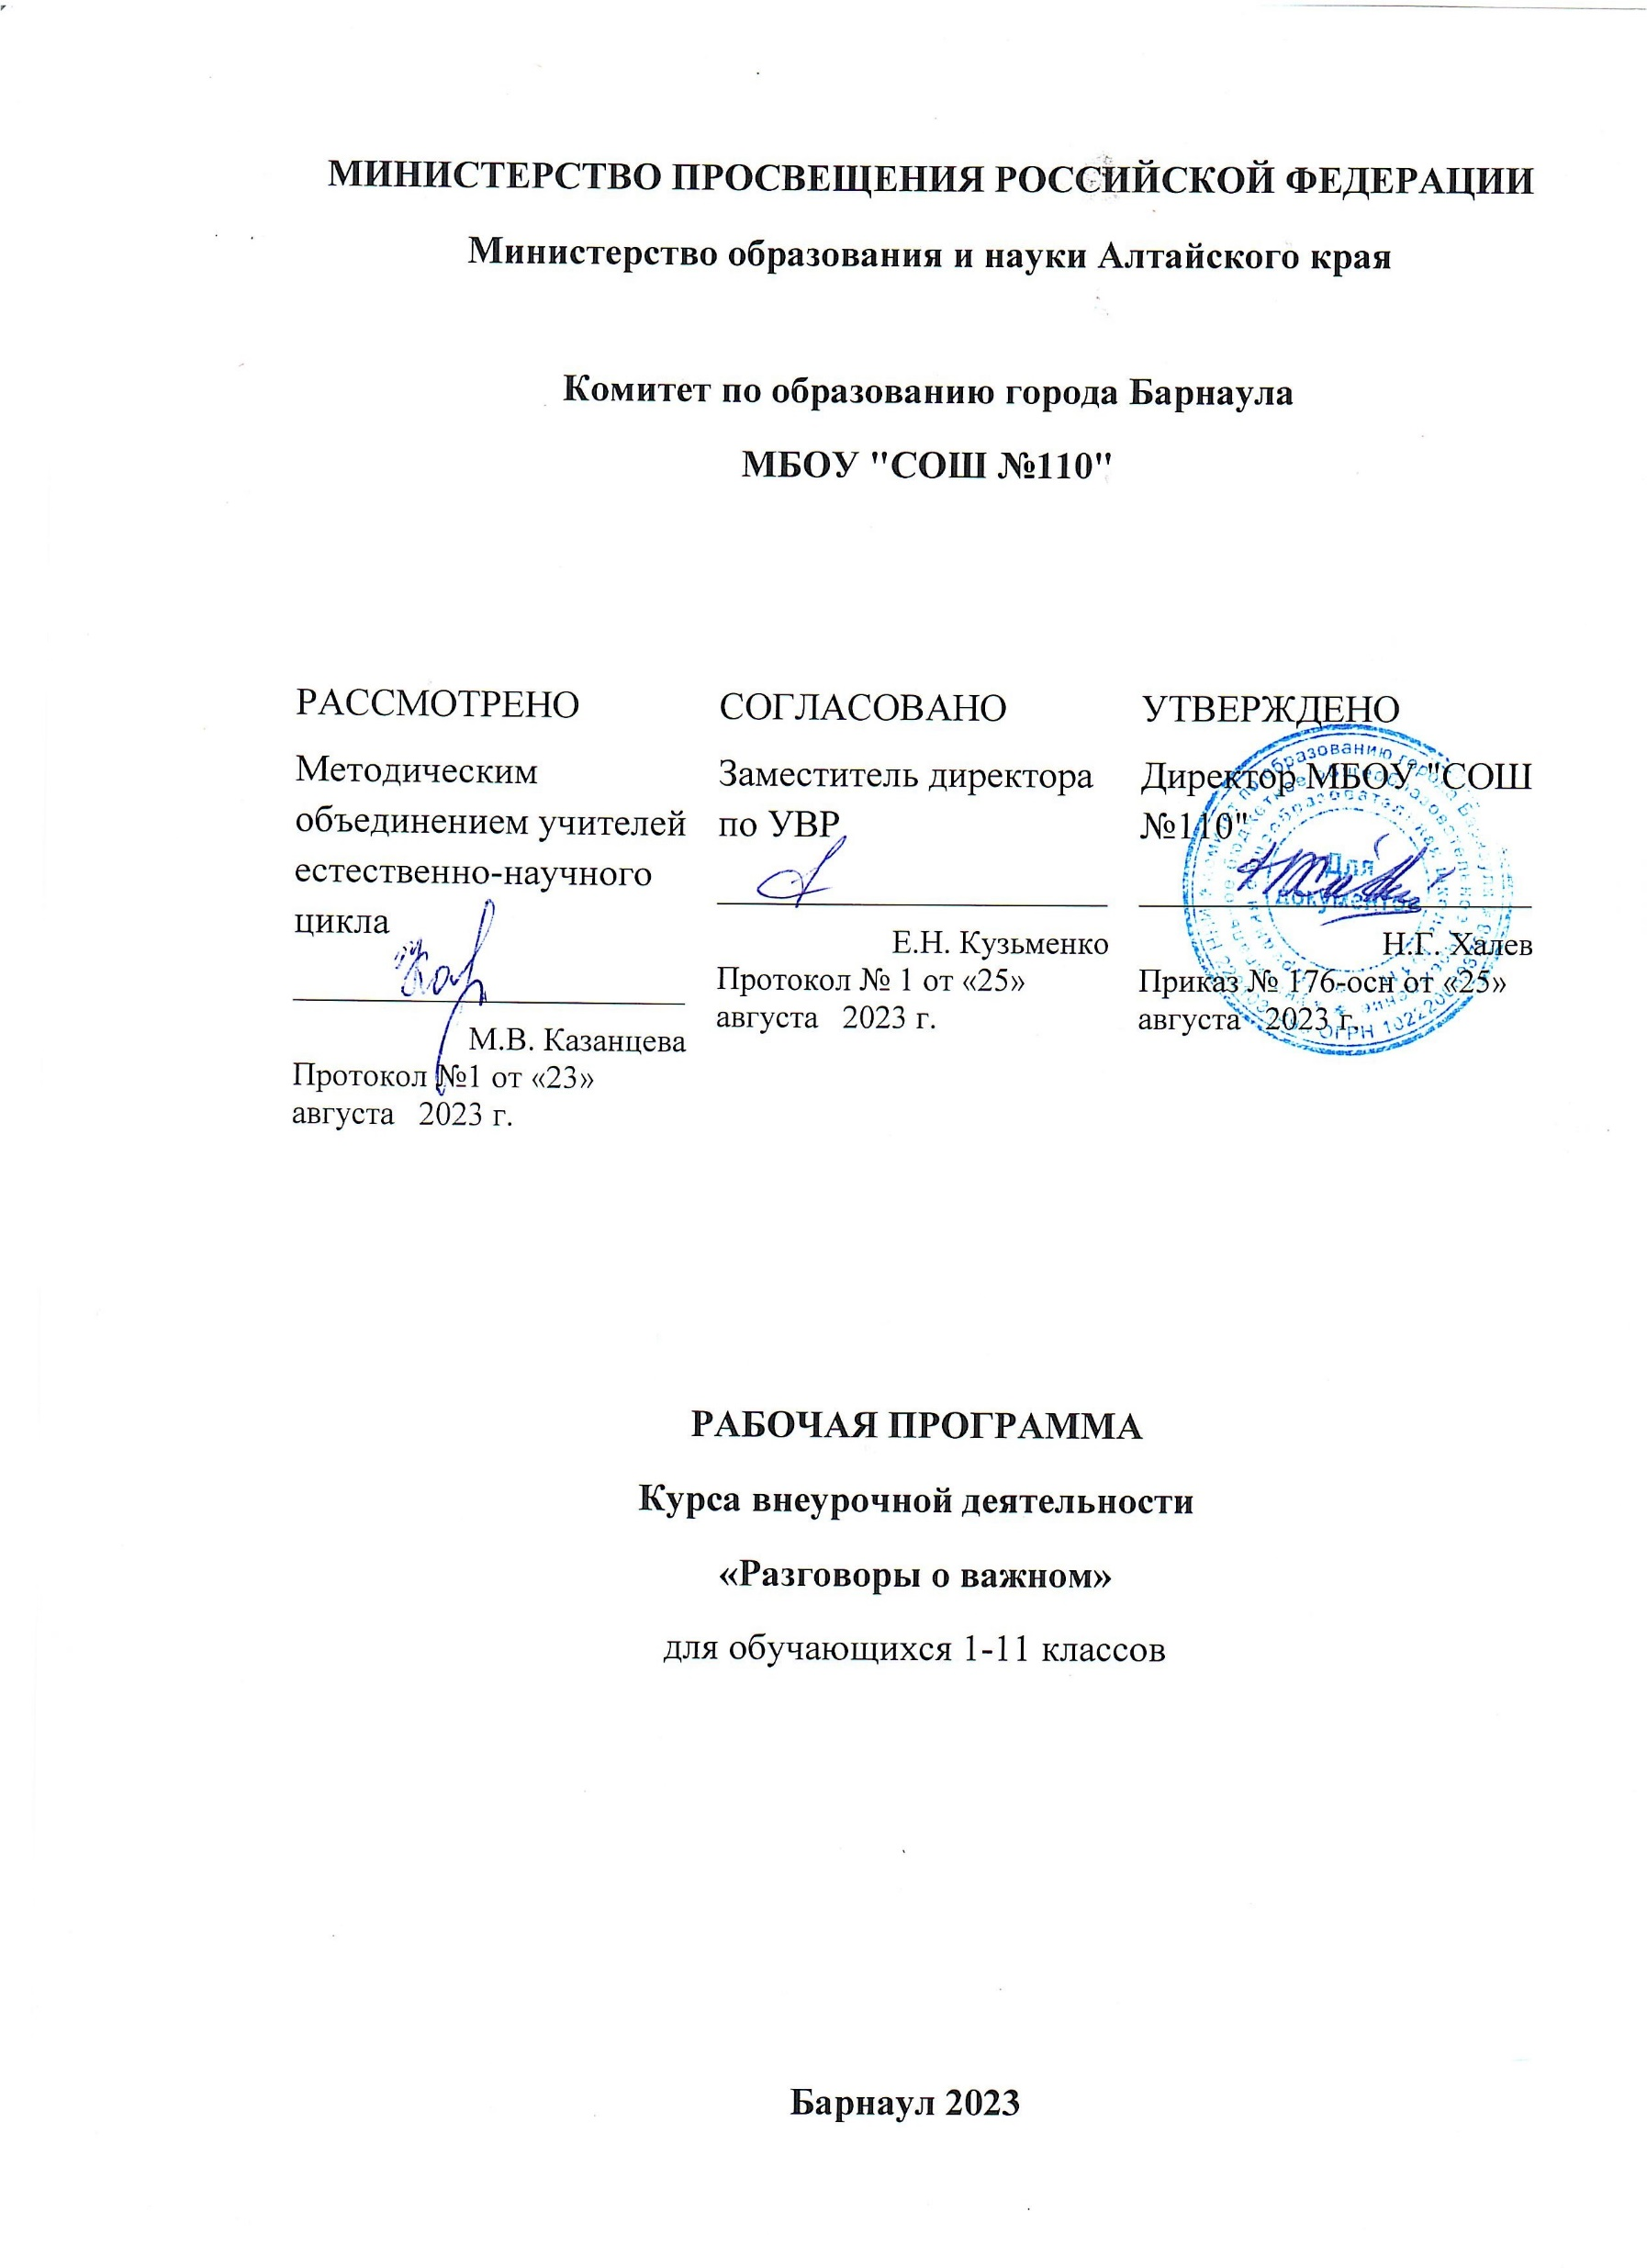 МИНИСТЕРСТВО ПРОСВЕЩЕНИЯ РОССИЙСКОЙ ФЕДЕРАЦИИ
Министерство образования и науки Алтайского края
Комитет по образованию города Барнаула
МБОУ "СОШ №110"
РАССМОТРЕНО
Методическим
объединением учителей
естественно-научного
цикла
М.В. Казанцева
Протокол №1 от «23»
августа 2023 г.
СОГЛАСОВАНО
Заместитель директора
по УВР
Е.Н. Кузьменко
Протокол № 1 от «25»
августа 2023 г.
УТВЕРЖДЕНО
Директор МБОУ "СОШ
№110"
Для
документов
Н.Г. Халев
Приказ № 176-осн от «25»
августа 2023 г.
РАБОЧАЯ ПРОГРАММА
Курса внеурочной деятельности
«Разговоры о важном»
для обучающихся 1-11 классов
Барнаул 2023